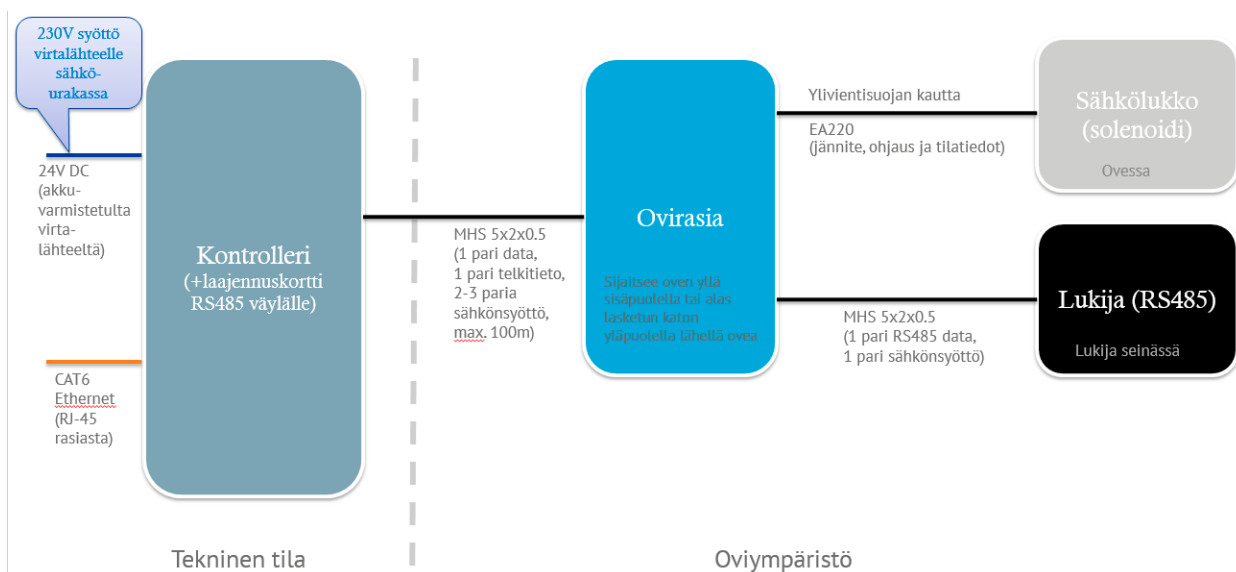 230V syöttö
virtalähteelle
sähkö-
urakassa
24V DC
(akku-
varmistetulta
virta-
lähteeltä)
CAT6
Ethernet
(RJ-45
rasiasta)
Kontrolleri
(+laajennuskortti
RS485 väylälle)
MHS 5x2x0.5
(1 pari data,
1 pari telkitieto,
2-3 paria
sähkönsyöttö,
max. 100m)
Ovirasia
Sijaitsee oven yllä
sisäpuolella tai alas
lasketun katon
yläpuolella lähellä ovea
Ylivientisuojan kautta
EA220
(jännite, ohjaus ja tilatiedot)
Sähkölukko
(solenoidi)
Ovessa
MHS 5x2x0.5
(1 pari RS485 data,
1 pari sähkönsyöttö)
Lukija (RS485)
Lukija seinässä
Tekninen tila
Oviympäristö